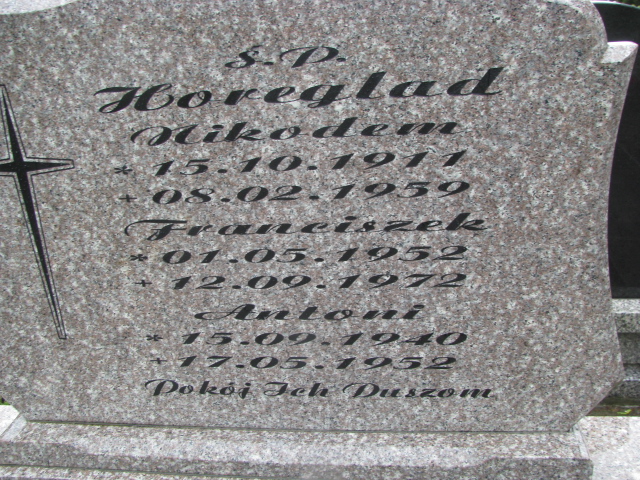 Ś.P.
Horeglad
Nikodem
* 15.10.1911
+ 08.02.1959
Franciszek
* 01.05.1952
+ 12.09.1972
Antoni
* 15.09.1940
+ 17.05.1952
Pokój Ich Duszom